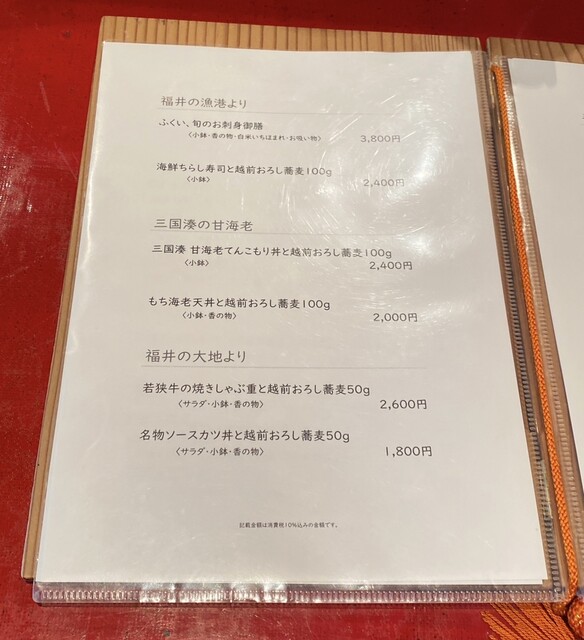 福井の漁港より
ふくい、旬のお刺身御膳
〈小鉢・香の物・白米いちほまれ・お吸い物〉 3,800円
海鮮ちらし寿司と越前おろし蕎麦100g
〈小鉢〉 2,400円
三国湊の甘海老
三国湊 甘海老てんこもり丼と越前おろし蕎麦100g
〈小鉢〉 2,400円
もち海老天丼と越前おろし蕎麦100g
〈小鉢・香の物〉 2,000円
福井の大地より
若狭牛の焼きしゃぶ重と越前おろし蕎麦50g
〈サラダ・小鉢・香の物〉 2,600円
名物ソースカツ丼と越前おろし蕎麦50g
〈サラダ・小鉢・香の物〉 1,800円
記載金額は消費税10%込みの金額です。